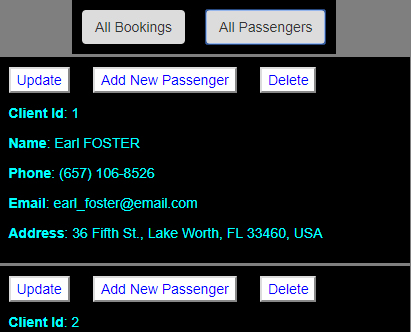 All Bookings All Passengers
Update Add New Passenger Delete
Client Id: 1
Name: Earl FOSTER
Phone: (657) 106-8526
Email: earl_foster@email.com
Address: 36 Fifth St., Lake Worth, FL 33460, USA
Update Add New Passenger Delete
Client Id: 2